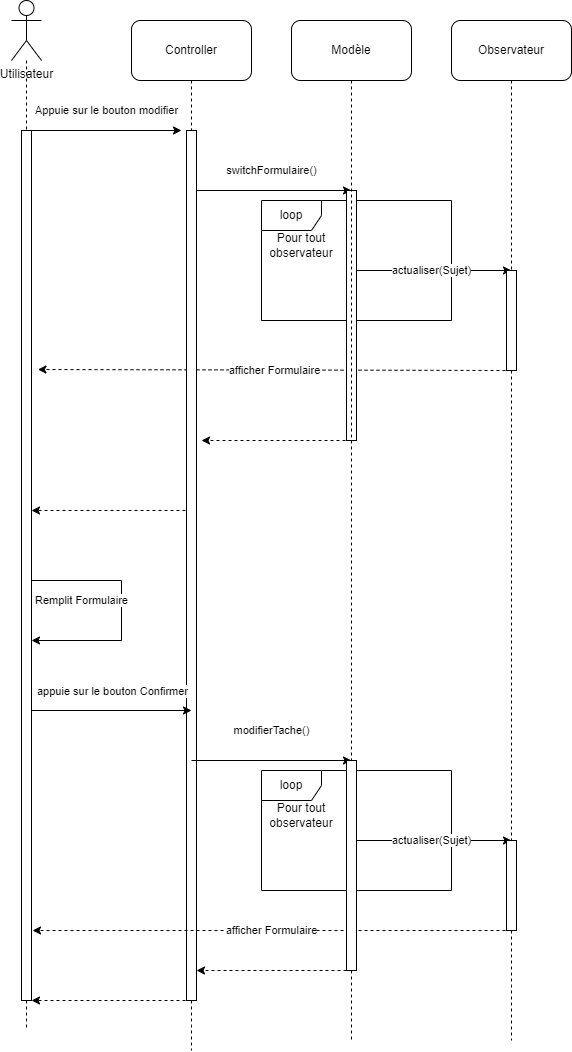 Utilisateur
Controller
Modèle
Observateur
Appuie sur le bouton modifier
switchFormulaire()
loop
Pour tout
observateur
actualiser(Sujet)
afficher Formulaire
Remplit Formulaire
appuie sur le bouton Confirmer
modifierTache()
loop
Pour tout
observateur
actualiser(Sujet)
afficher Formulaire